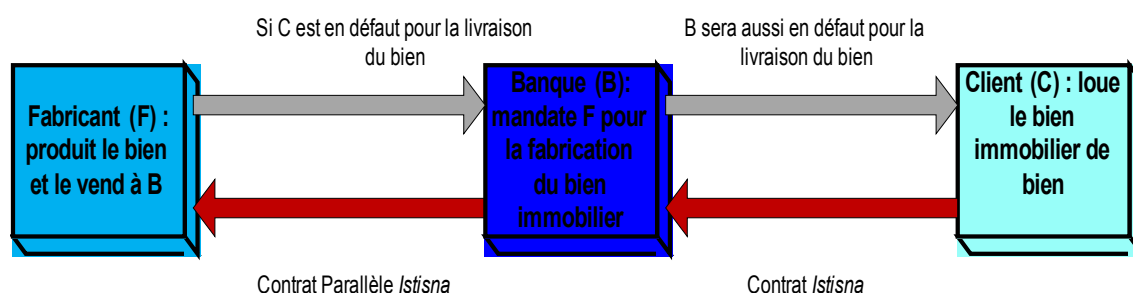 Si C est en défaut pour la livraison
du bien
B sera aussi en défaut pour la
livraison du bien
Fabricant (F) :
produit le bien
et le vend à B
Banque (B):
mandate F pour
la fabrication
du bien
immobilier
Client (C) : loue
le bien
immobilier de
bien
Contrat Parallèle Istisna
Contrat Istisna